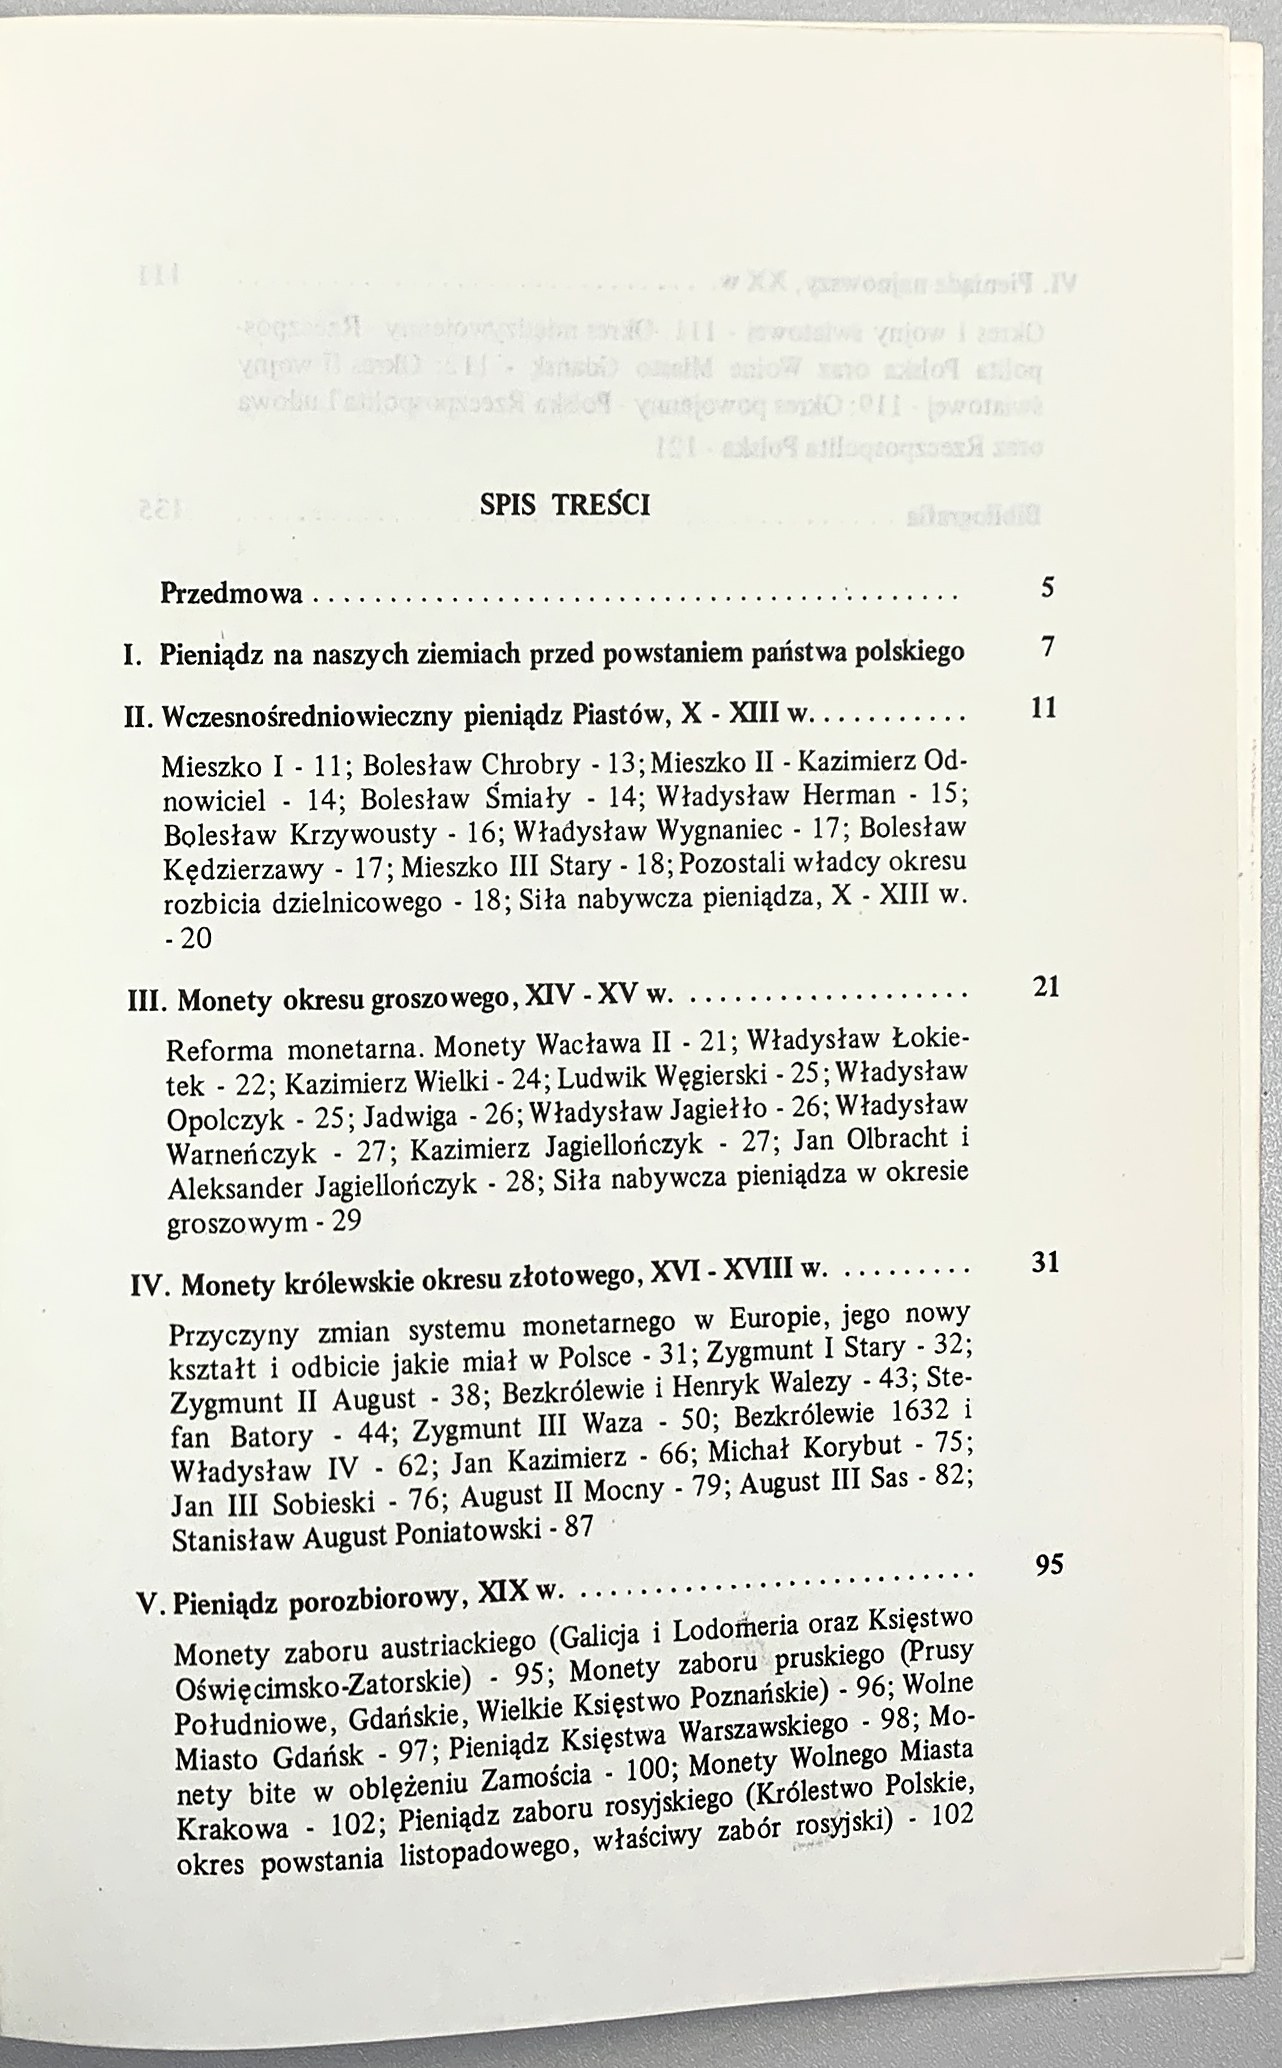 SPIS TREŚCI
Przedmowa . . . . . . . . . . . . . . . . . . . . . . . . . . . . . . . . . . . . . . . . . . 5
I. Pieniądz na naszych ziemiach przed powstaniem państwa polskiego 7
II. Wczesnośredniowieczny pieniądz Piastów, X - XIII w. . . . . . . . . . . 11
Mieszko I - 11; Bolesław Chrobry - 13; Mieszko II - Kazimierz Od-
nowiciel - 14; Bolesław Śmiały - 14; Władysław Herman - 15;
Bolesław Krzywousty - 16; Władysław Wygnaniec - 17; Bolesław
Kędzierzawy - 17; Mieszko III Stary - 18; Pozostali władcy okresu
rozbicia dzielnicowego - 18; Siła nabywcza pieniądza, X - XIII w.
- 20
III. Monety okresu groszowego, XIV - XV w. . . . . . . . . . . . . . . . . . . . 21
Reforma monetarna. Monety Wacława II - 21; Władysław Łokie-
tek - 22; Kazimierz Wielki - 24; Ludwik Węgierski - 25; Władysław
Opolczyk - 25; Jadwiga - 26; Władysław Jagiełło - 26; Władysław
Warneńczyk - 27; Kazimierz Jagiellończyk - 27; Jan Olbracht i
Aleksander Jagiellończyk - 28; Siła nabywcza pieniądza w okresie
groszowym - 29
IV. Monety królewskie okresu złotowego, XVI - XVIII w. . . . . . . . . . 31
Przyczyny zmian systemu monetarnego w Europie, jego nowy
kształt i odbicie jakie miał w Polsce - 31; Zygmunt I Stary - 32;
Zygmunt II August - 38; Bezkrólewie i Henryk Walezy - 43; Ste-
fan Batory - 44; Zygmunt III Waza - 50; Bezkrólewie 1632 i
Władysław IV - 62; Jan Kazimierz - 66; Michał Korybut - 75;
Jan III Sobieski - 76; August II Mocny - 79; August III Sas - 82;
Stanisław August Poniatowski - 87
V. Pieniądz porozbiorowy, XIX w. . . . . . . . . . . . . . . . . . . . . . . . . . . 95
Monety zaboru austriackiego (Galicja i Lodomeria oraz Księstwo
Oświęcimsko-Zatorskie) - 95; Monety zaboru pruskiego (Prusy
Południowe, Gdańskie, Wielkie Księstwo Poznańskie) - 96; Wolne
Miasto Gdańsk - 97; Pieniądz Księstwa Warszawskiego - 98; Mo-
nety bite w oblężeniu Zamościa - 100; Monety Wolnego Miasta
Krakowa - 102; Pieniądz zaboru rosyjskiego (Królestwo Polskie,
okres powstania listopadowego, właściwy zabór rosyjski) - 102